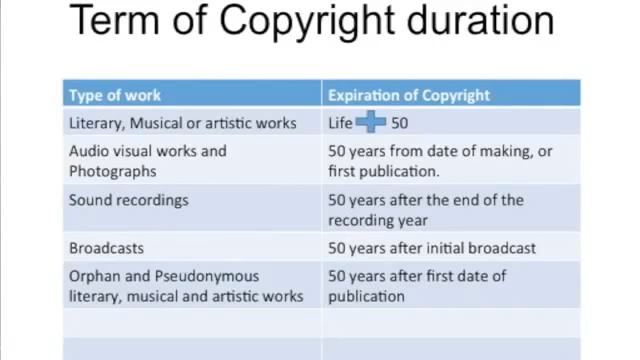 Term of Copyright duration
Type of work
Expiration of Copyright
Literary, Musical or artistic works
Life + 50
Audio visual works and
Photographs
50 years from date of making, or
first publication.
Sound recordings
50 years after the end of the
recording year
Broadcasts
50 years after initial broadcast
Orphan and Pseudonymous
literary, musical and artistic works
50 years after first date of
publication